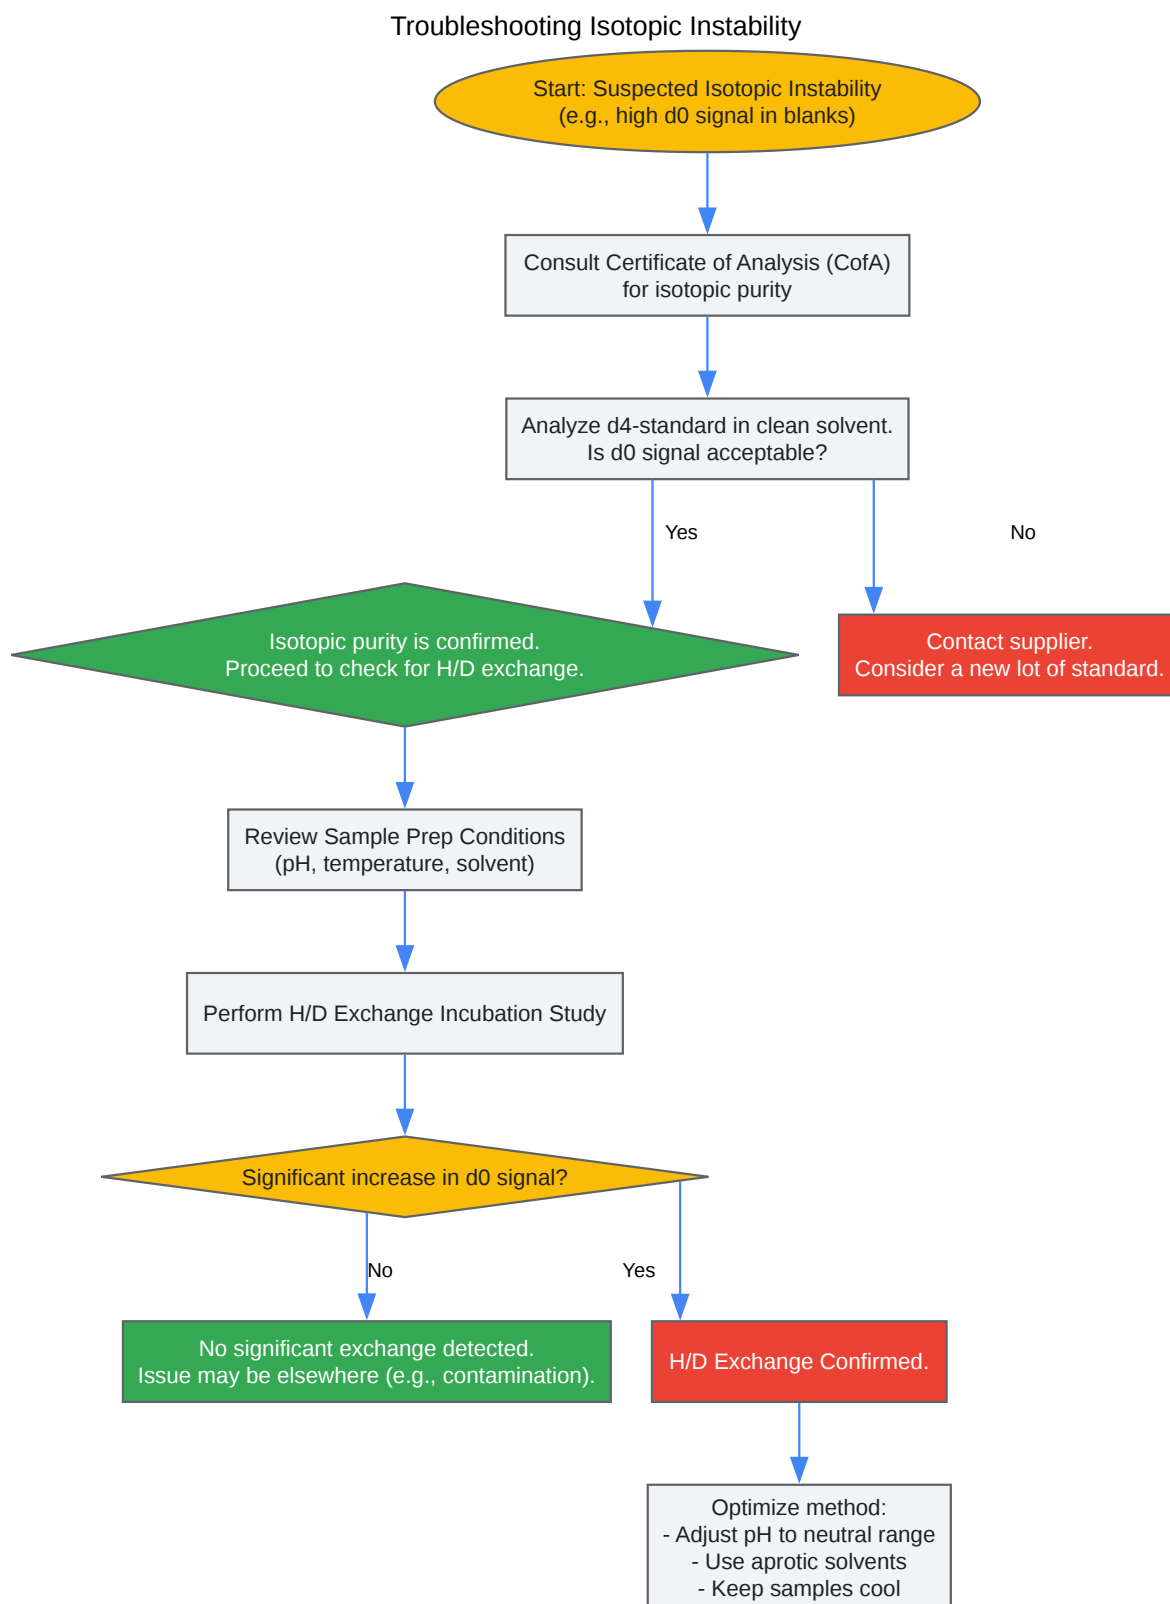 Troubleshooting Isotopic Instability
Start: Suspected Isotopic Instability
(e.g., high d0 signal in blanks)
Consult Certificate of Analysis (CofA)
for isotopic purity
Analyze d4-standard in clean solvent.
Is d0 signal acceptable?
Yes
No
Isotopic purity is confirmed.
Proceed to check for H/D exchange.
Contact supplier.
Consider a new lot of standard.
Review Sample Prep Conditions
(pH, temperature, solvent)
Perform H/D Exchange Incubation Study
Significant increase in d0 signal?
No
Yes
No significant exchange detected.
Issue may be elsewhere (e.g., contamination).
H/D Exchange Confirmed.
Optimize method:
- Adjust pH to neutral range
- Use aprotic solvents
- Keep samples cool